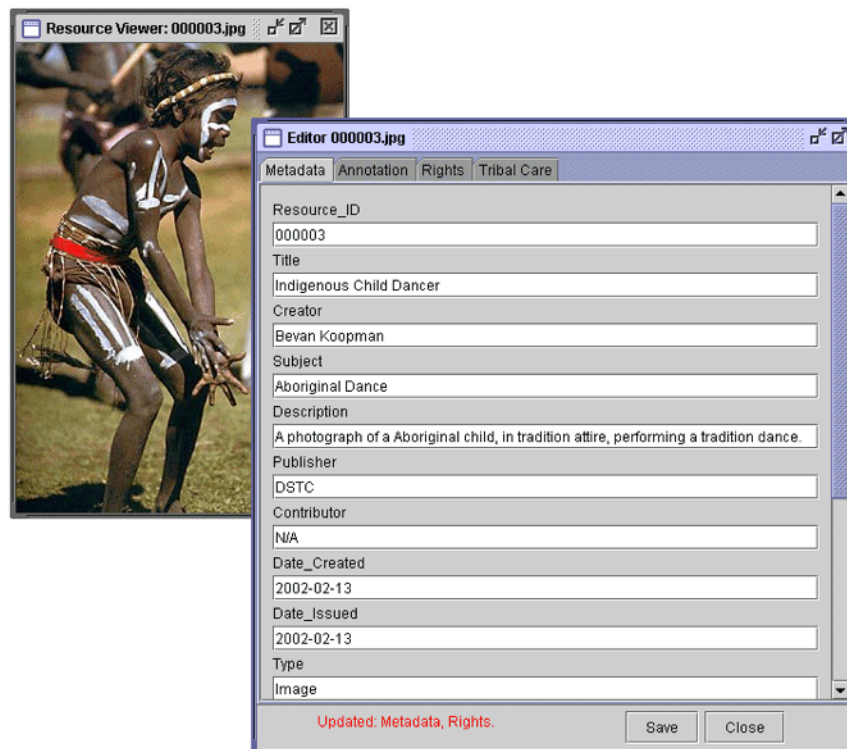 Resource Viewer: 000003.jpg
Editor 000003.jpg
Metadata Annotation Rights Tribal Care
Resource_ID
000003
Title
Indigenous Child Dancer
Creator
Bevan Koopman
Subject
Aboriginal Dance
Description
A photograph of a Aboriginal child, in tradition attire, performing a tradition dance.
Publisher
DSTC
Contributor
N/A
Date_Created
2002-02-13
Date_Issued
2002-02-13
Type
Image
Updated: Metadata, Rights.
Save Close